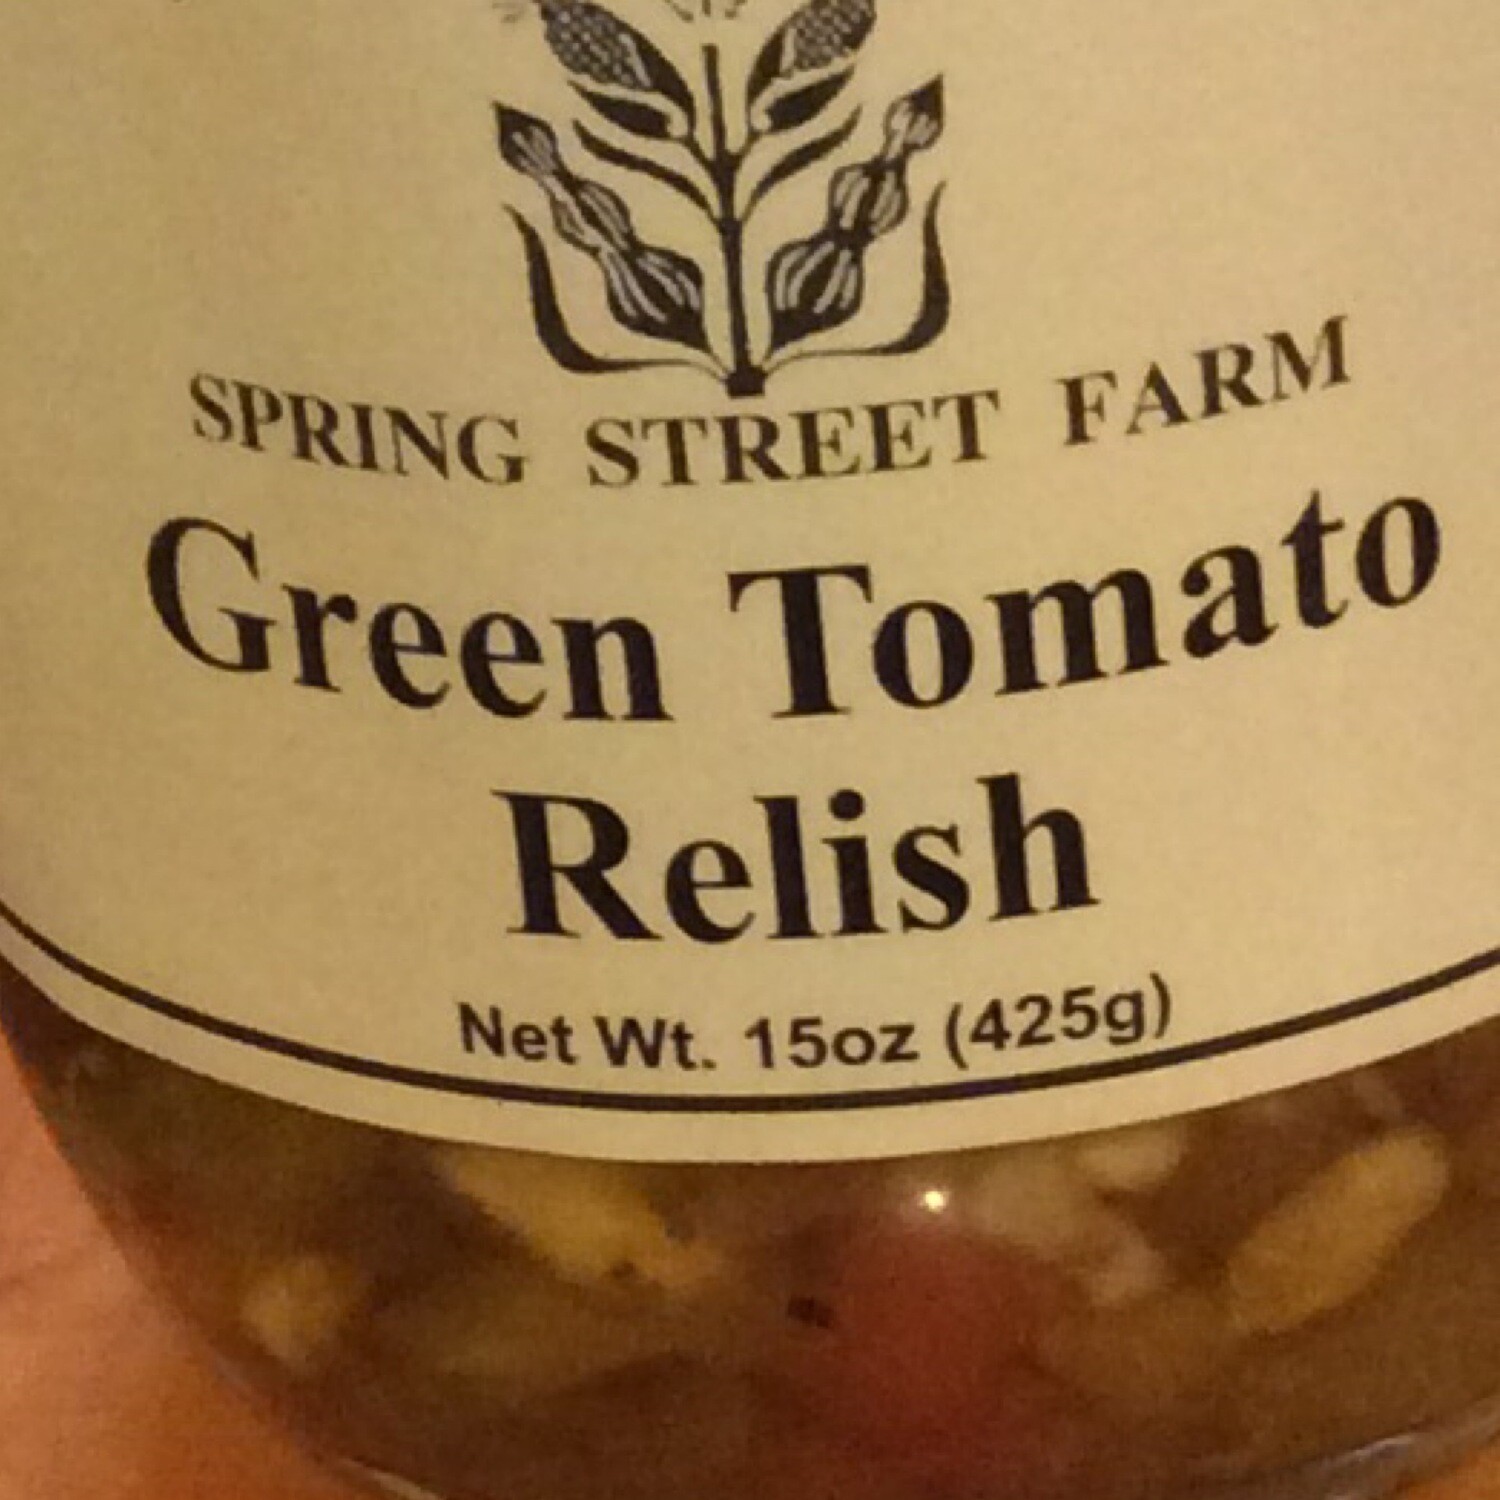 SPRING STREET FARM
Green Tomato
Relish
Net Wt. 15oz (425g)